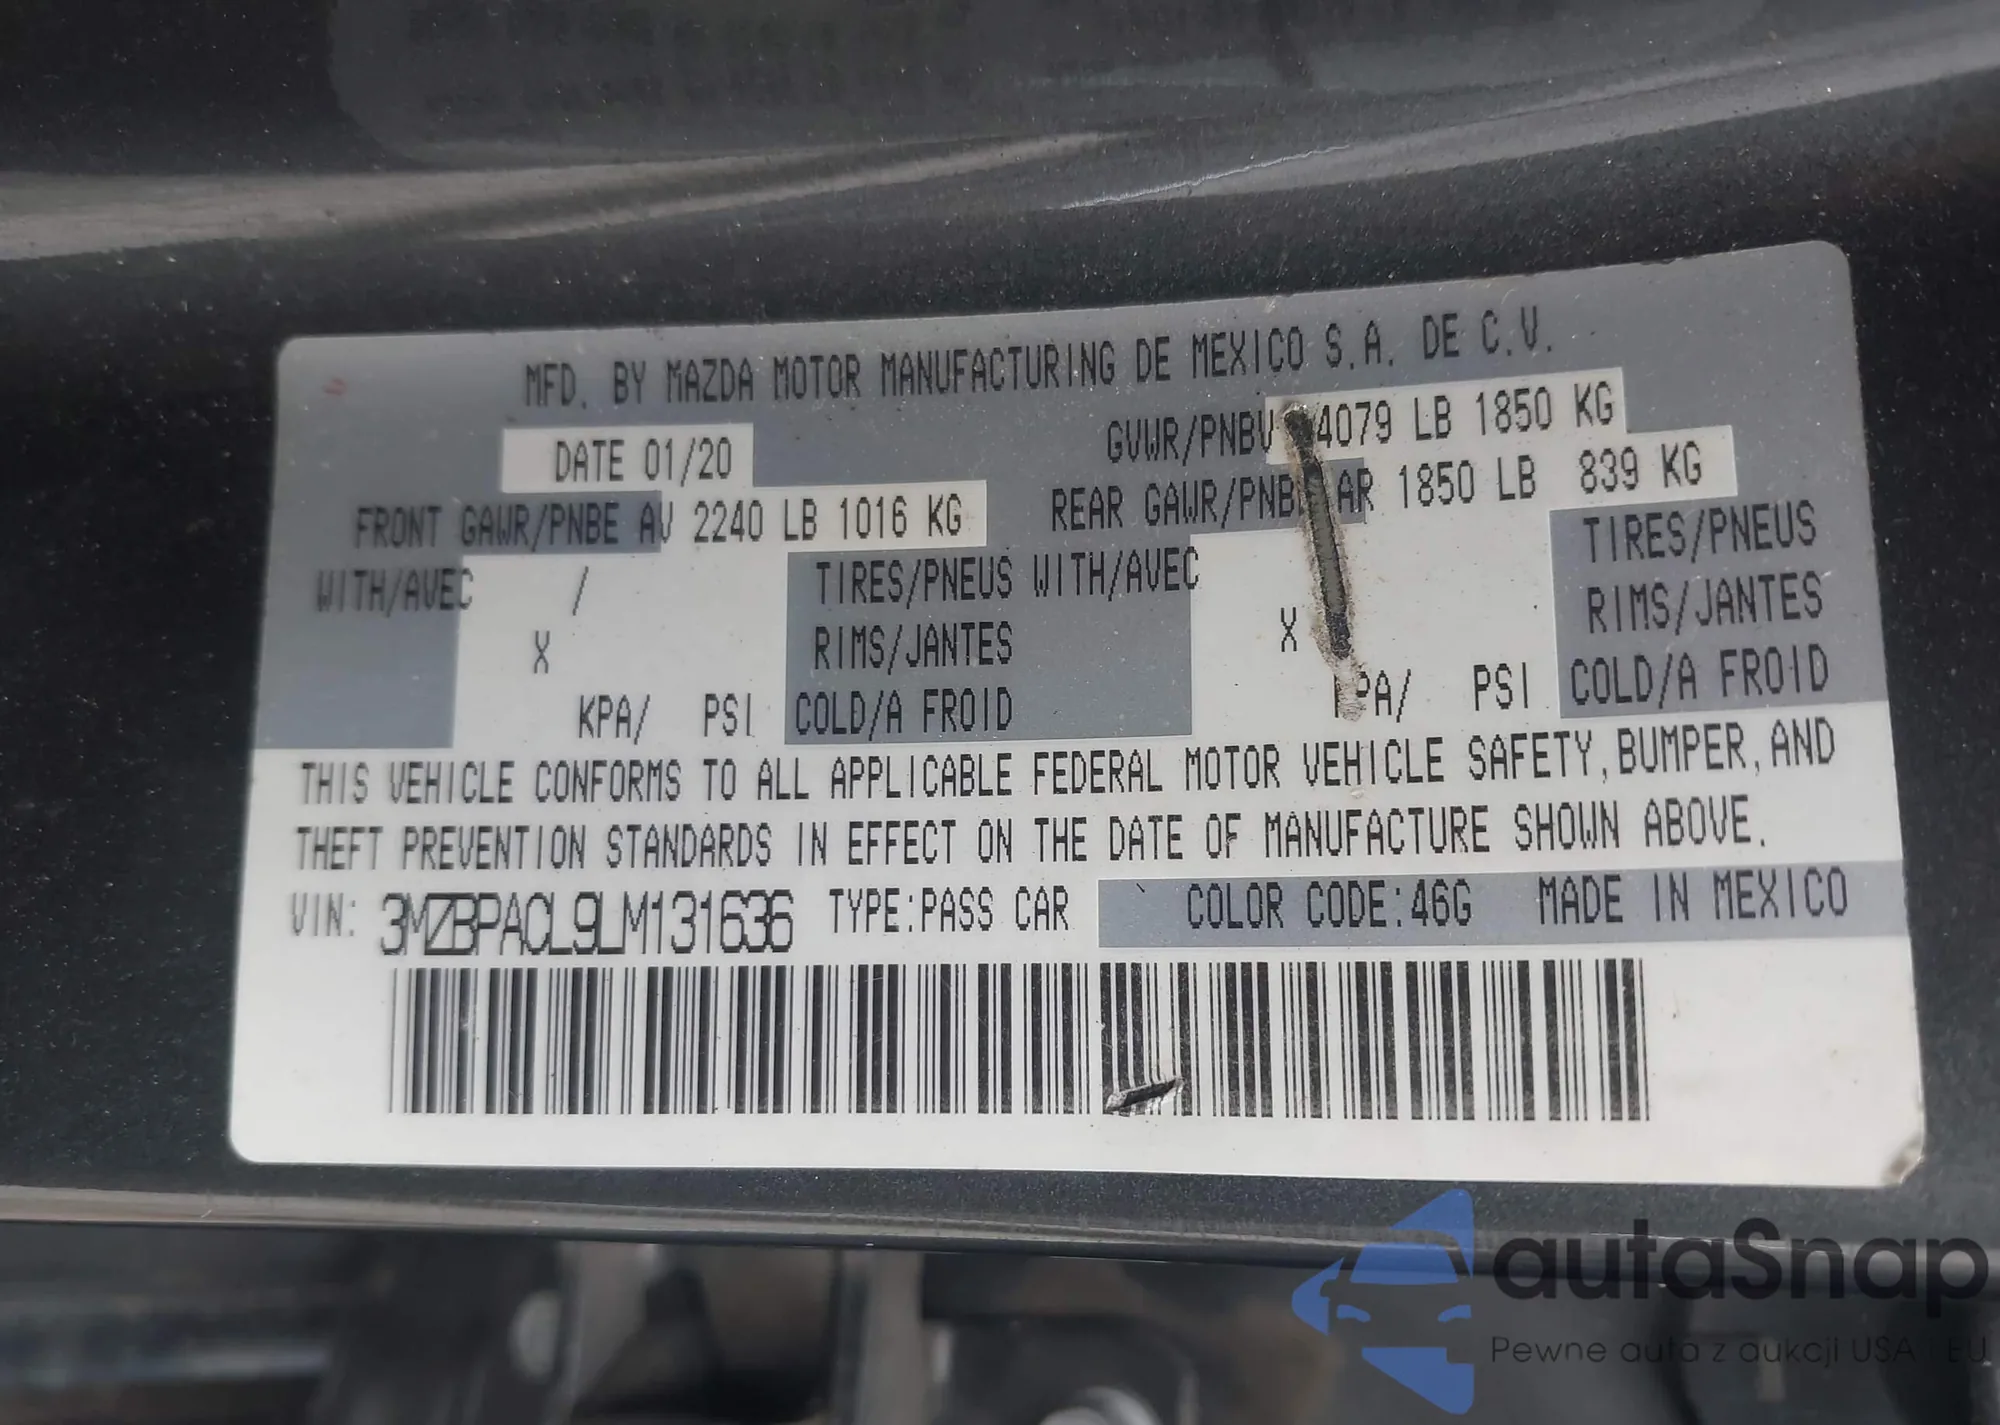 MFD. BY MAZDA MOTOR MANUFACTURING DE MEXICO S.A. DE C.V.
DATE 01/20 GVWR/PNBV 4079 LB 1850 KG
FRONT GAWR/PNBE AV 2240 LB 1016 KG REAR GAWR/PNBE AR 1850 LB 839 KG
WITH/AVEC / TIRES/PNEUS WITH/AVEC TIRES/PNEUS
X RIMS/JANTES X RIMS/JANTES
KPA/ PSI COLD/A FROID KPA/ PSI COLD/A FROID
THIS VEHICLE CONFORMS TO ALL APPLICABLE FEDERAL MOTOR VEHICLE SAFETY, BUMPER, AND
THEFT PREVENTION STANDARDS IN EFFECT ON THE DATE OF MANUFACTURE SHOWN ABOVE.
VIN: 3MZBPACL9LM131636 TYPE:PASS CAR COLOR CODE:46G MADE IN MEXICO
autaSnap
Pewne auta z aukcji USA i EU